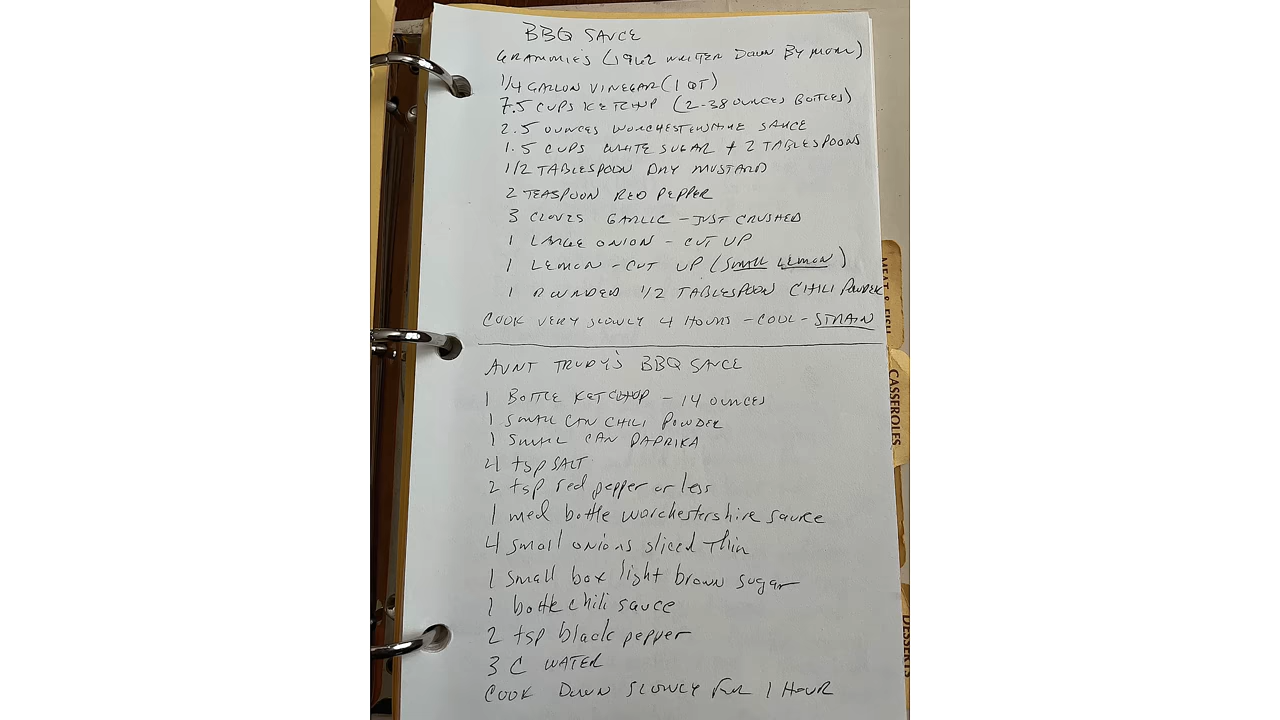 BBQ SAUCE
GRAMMIE'S (1962 WRITTEN DOWN BY MOM)
1/4 GALLON VINEGAR (1 QT)
7.5 CUPS KETCHUP (2-38 OUNCES BOTTLES)
2.5 OUNCES WORCHESTERSHIRE SAUCE
1.5 CUPS WHITE SUGAR + 2 TABLESPOONS
1/2 TABLESPOON DRY MUSTARD
2 TEASPOON RED PEPPER
3 CLOVES GARLIC - JUST CRUSHED
1 LARGE ONION - CUT UP
1 LEMON - CUT UP (SMALL LEMON)
1 ROUNDED 1/2 TABLESPOON CHILI POWDER
COOK VERY SLOWLY 4 HOURS - COOL - STRAIN
AUNT TRUDY'S BBQ SAUCE
1 BOTTLE KETCHUP - 14 OUNCES
1 SMALL CAN CHILI POWDER
1 SMALL CAN PAPRIKA
4 tsp SALT
2 tsp red pepper or less
1 med bottle worchestershire sauce
4 small onions sliced Thin
1 small box light brown sugar
1 bottle chili sauce
2 tsp black pepper
3 C WATER
COOK DOWN SLOWLY FOR 1 HOUR
MEAT & FISH
CASSEROLES
DESSERTS